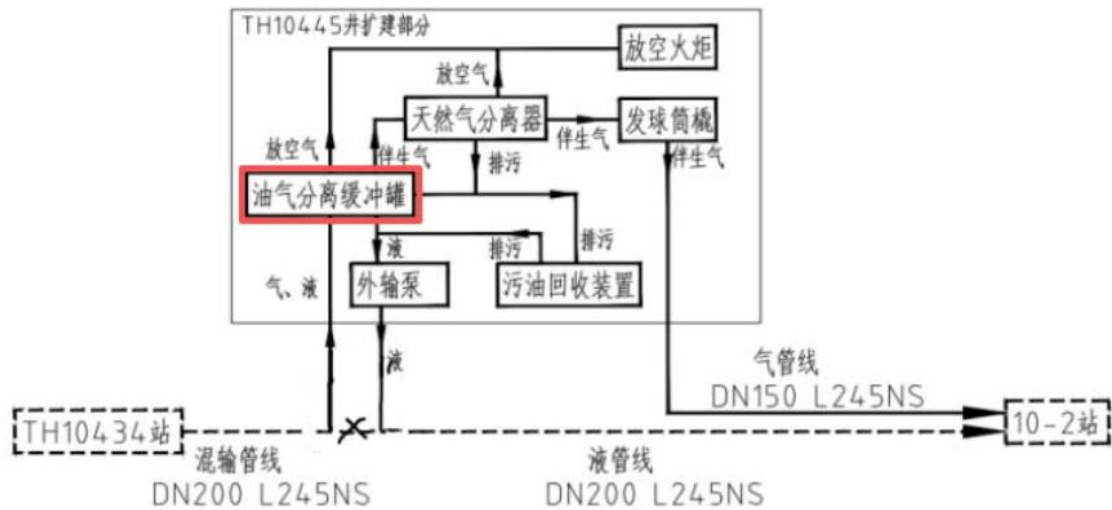 TH10445井扩建部分
放空火炬
放空气
天然气分离器
发球筒橇
伴生气
放空气
伴生气
排污
伴生气
油气分离缓冲罐
液
排污
排污
气、液
外输泵
污油回收装置
液
气管线
DN150 L245NS
TH10434站
10-2站
混输管线
DN200 L245NS
液管线
DN200 L245NS